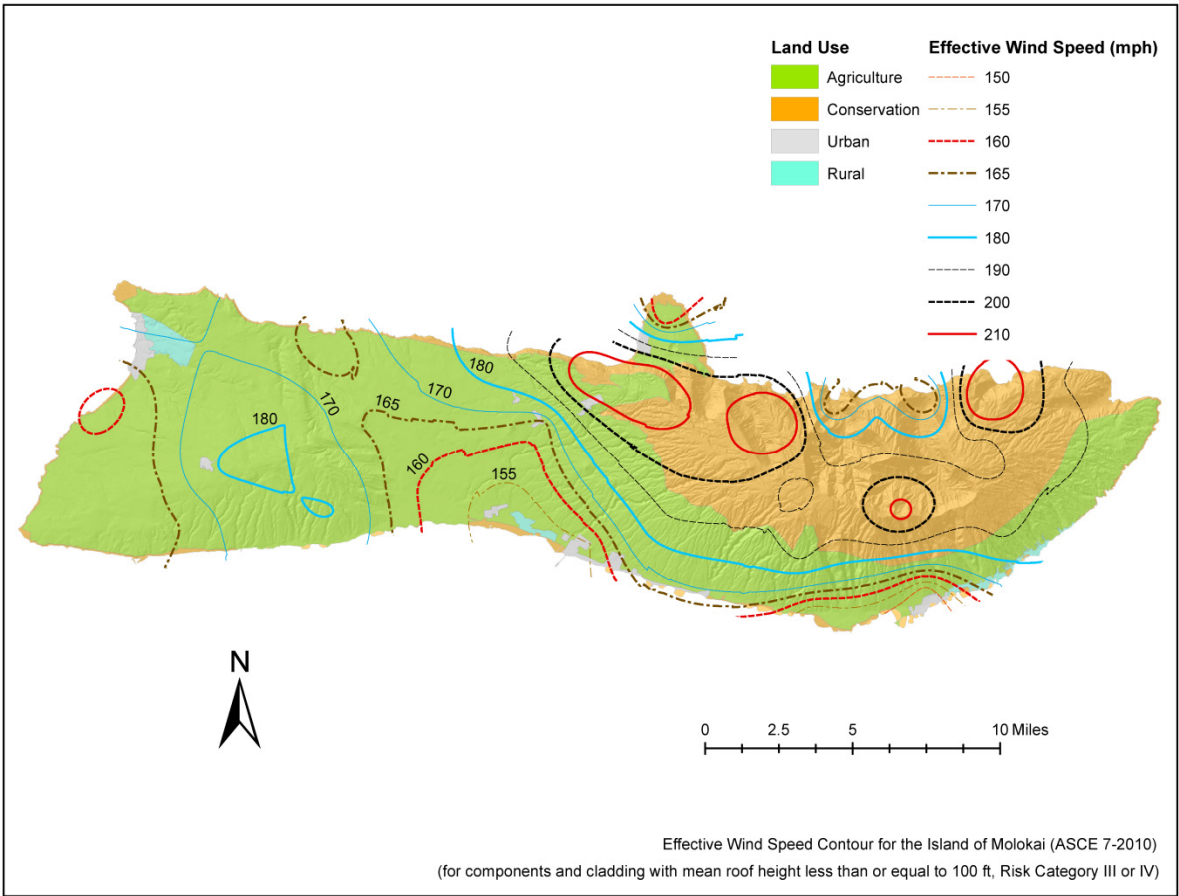 Land Use
Agriculture
Conservation
Urban
Rural
Effective Wind Speed (mph)
150
155
160
165
170
180
190
200
210
180
170
180
170
165
160
155
N
0 2.5 5 10 Miles
Effective Wind Speed Contour for the Island of Molokai (ASCE 7-2010)
(for components and cladding with mean roof height less than or equal to 100 ft, Risk Category III or IV)